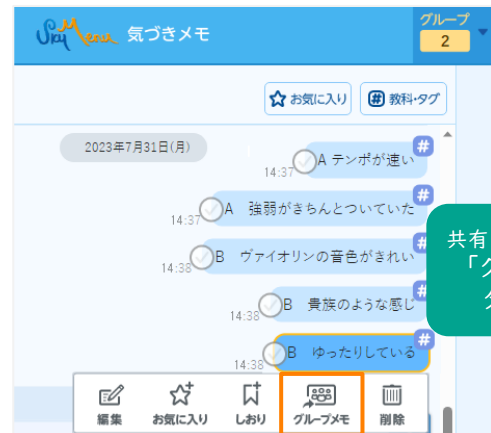 SkyMenu 気づきメモ
グループ
2
お気に入り
# 教科・タグ
2023年7月31日(月)
14:37 A テンポが速い #
14:37 A 強弱がきちんとついていた #
14:38 B ヴァイオリンの音色がきれい #
14:38 B 貴族のような感じ #
14:38 B ゆったりしている #
共有
「グ
編集 お気に入り しおり グループメモ 削除